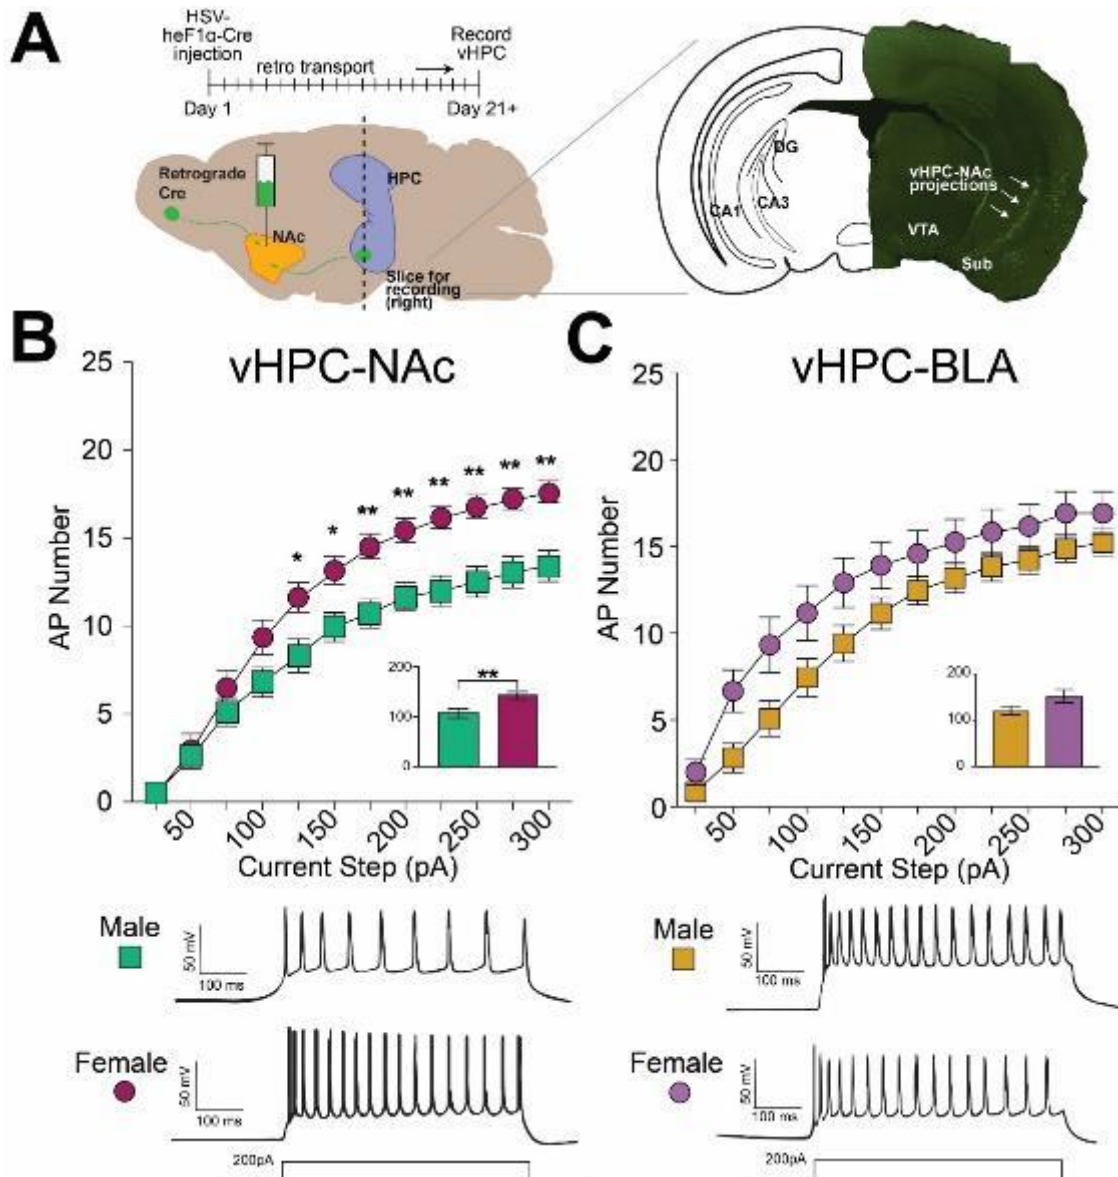 A
HSV-
heF1α-Cre
injection
retro transport
Record
vHPC
Day 1
Day 21+
Retrograde
Cre
NAc
HPC
Slice for
recording
(right)
DG
CA1
CA3
vHPC-NAc
projections
VTA
Sub
B
vHPC-NAc
25
20
15
10
5
0
AP Number
*
*
**
**
**
**
**
**
200
100
0
**
50
100
150
200
250
300
Current Step (pA)
Male
50 mV
100 ms
Female
50 mV
100 ms
200pA
C
vHPC-BLA
25
20
15
10
5
0
AP Number
200
100
0
50
100
150
200
250
300
Current Step (pA)
Male
50 mV
100 ms
Female
50 mV
100 ms
200pA